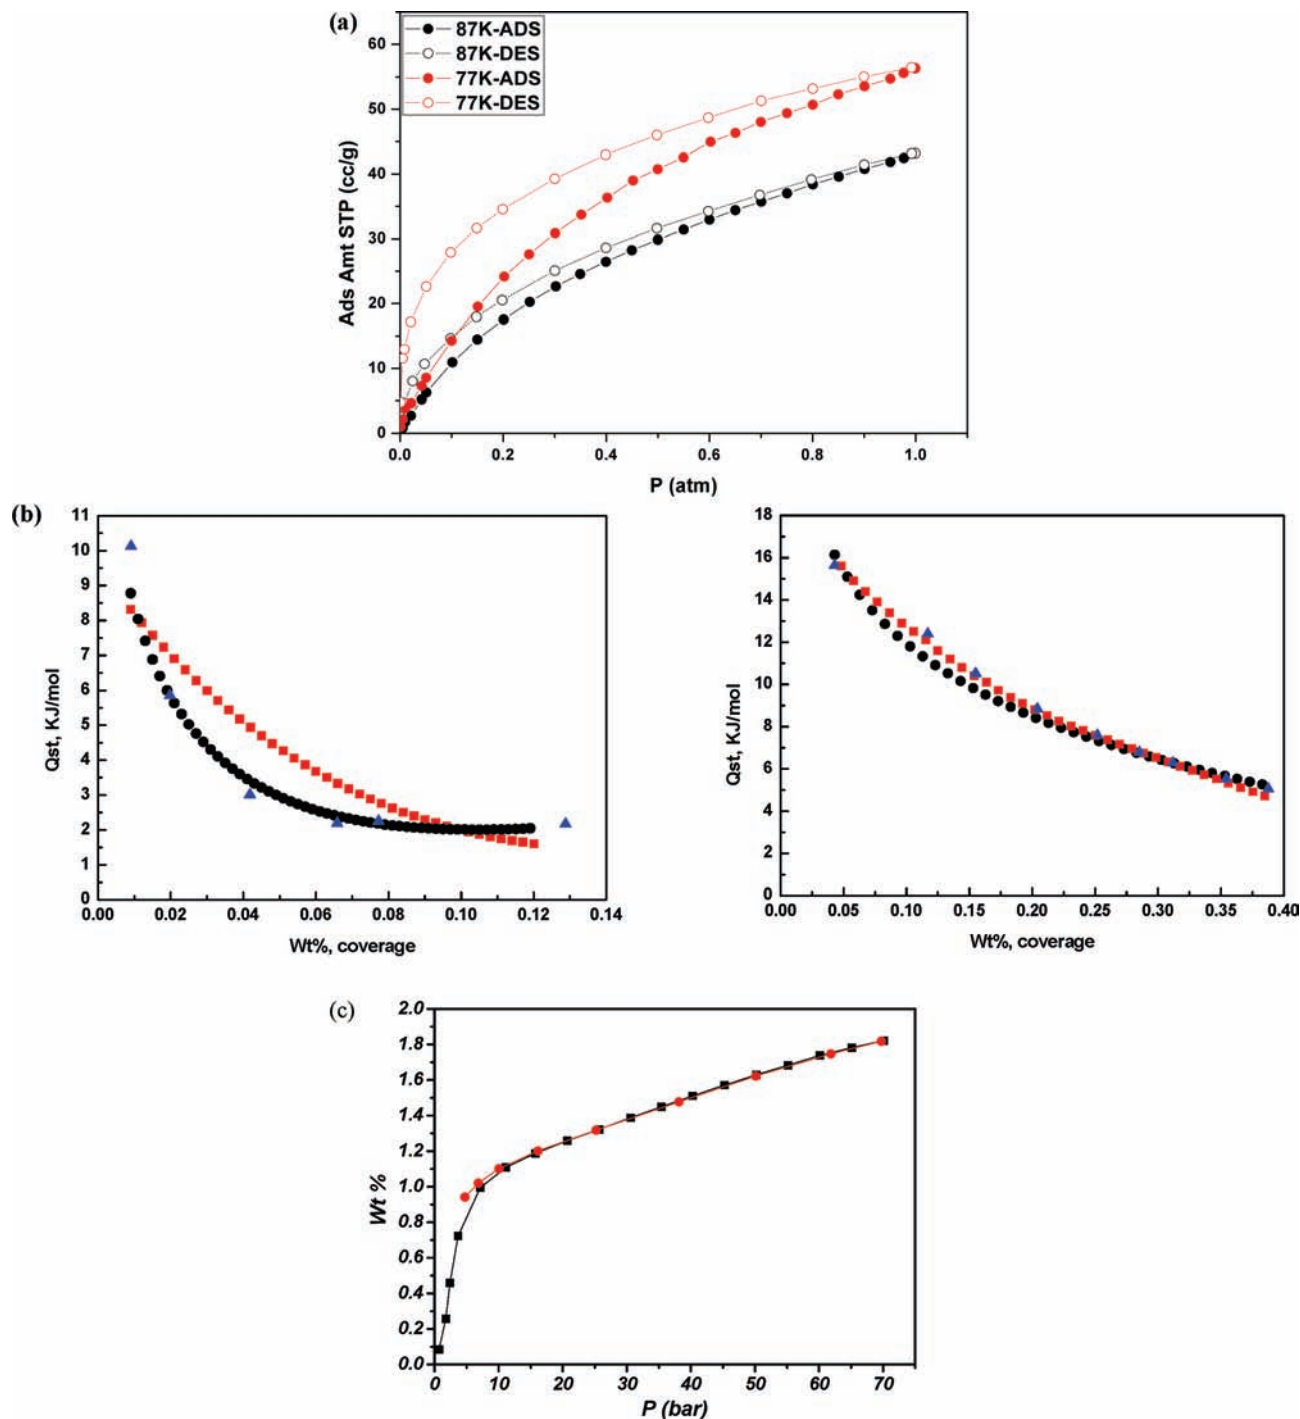 (a)
87K-ADS
87K-DES
77K-ADS
77K-DES
Ads Amt STP (cc/g)
60
50
40
30
20
10
0
0.0 0.2 0.4 0.6 0.8 1.0
P (atm)
(b)
Qst, KJ/mol
11
10
9
8
7
6
5
4
3
2
1
0
0.00 0.02 0.04 0.06 0.08 0.10 0.12 0.14
Wt%, coverage
Qst, KJ/mol
18
16
14
12
10
8
6
4
2
0
0.00 0.05 0.10 0.15 0.20 0.25 0.30 0.35 0.40
Wt%, coverage
(c)
Wt %
2.0
1.8
1.6
1.4
1.2
1.0
0.8
0.6
0.4
0.2
0.0
0 10 20 30 40 50 60 70
P (bar)